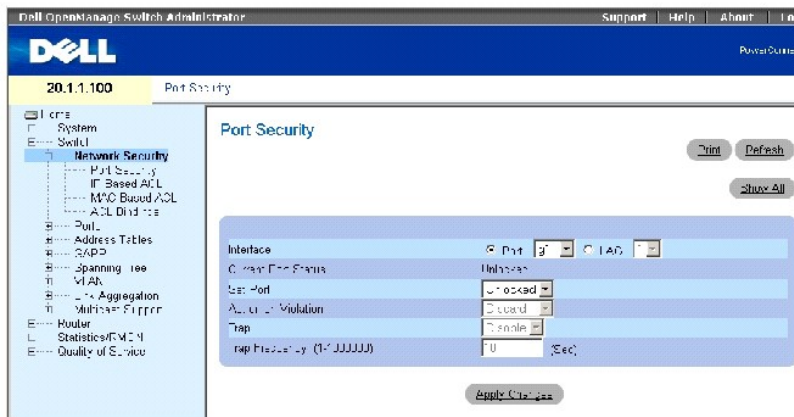 Dell OpenManage Switch Administrator
Support Help About
DELL
20.1.1.100
Port Security
Home
System
Switch
Network Security
Port Security
IP Based ACL
MAC Based ACL
ACL Bindings
Ports
Address Tables
GARP
Spanning Tree
VLAN
Link Aggregation
Multicast Support
Router
Statistics/RMON
Quality of Service
Port Security
Print Refresh
Show All
Interface Port LAG
Current Port Status Unlocked
Set Port Unlocked
Action on Violation Discard
Trap Disable
Trap Frequency (1-1000000) 10 (Sec)
Apply Changes